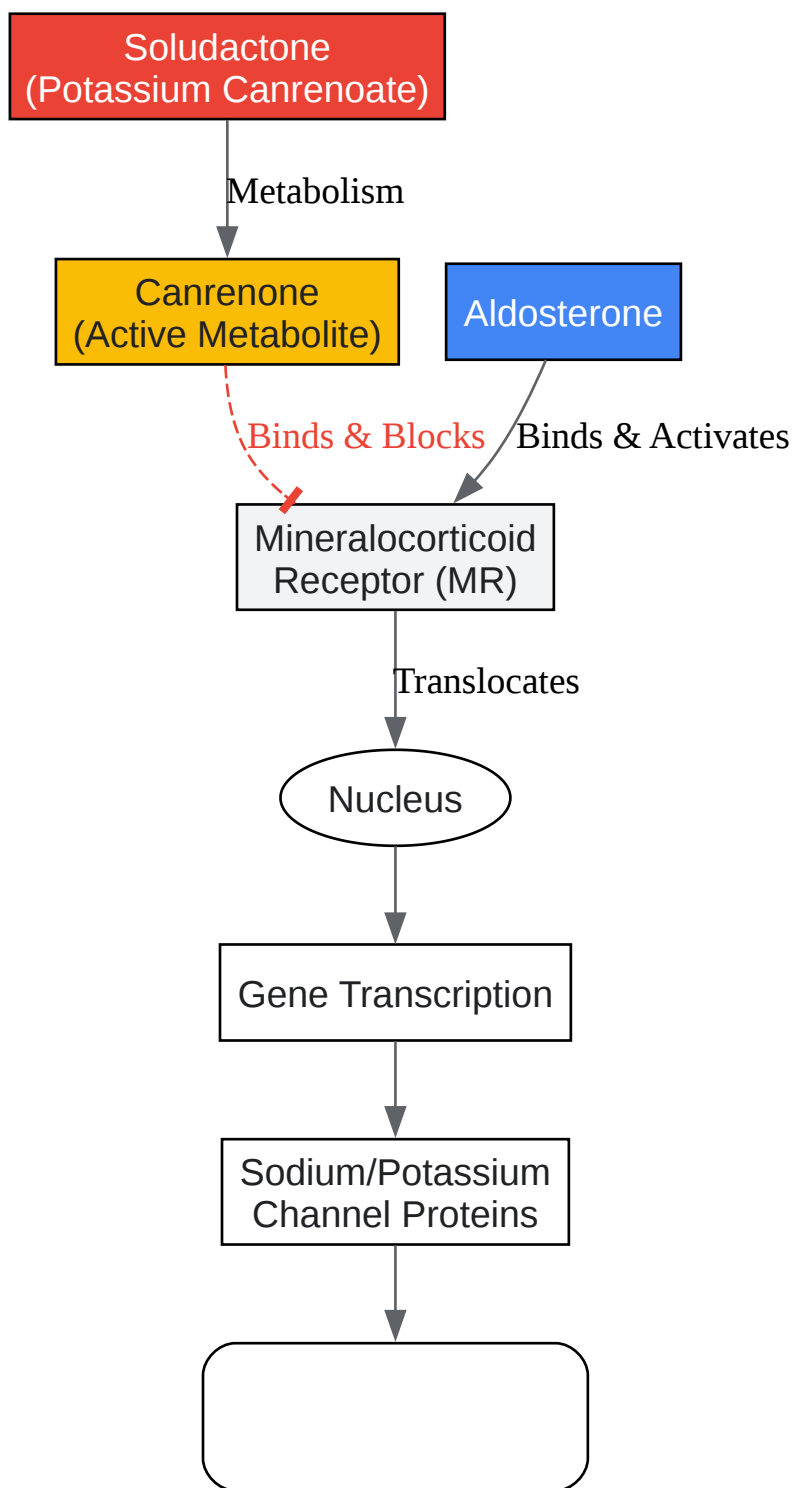 Soludactone
(Potassium Canrenoate)
Metabolism
Canrenone
(Active Metabolite)
Aldosterone
Binds & Blocks
Binds & Activates
Mineralocorticoid
Receptor (MR)
Translocates
Nucleus
Gene Transcription
Sodium/Potassium
Channel Proteins